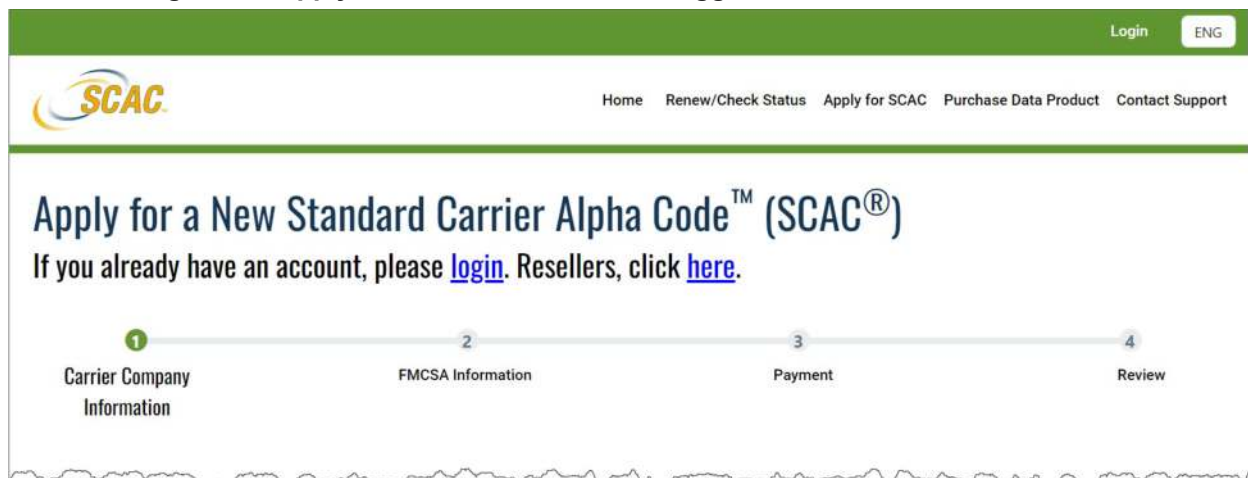 Login ENG
SCAC
Home Renew/Check Status Apply for SCAC Purchase Data Product Contact Support
Apply for a New Standard Carrier Alpha Code™ (SCAC®)
If you already have an account, please login. Resellers, click here.
1 2 3 4
Carrier Company FMCSA Information Payment Review
Information